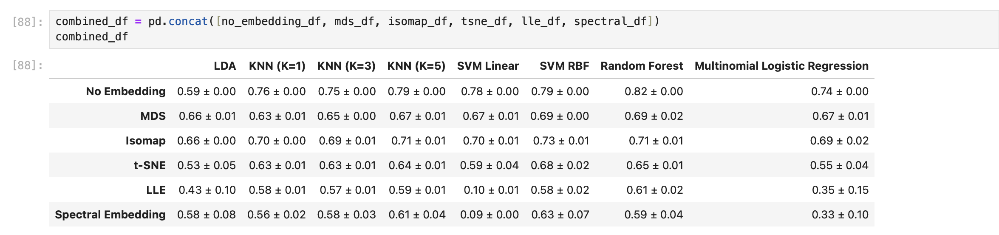 [88]: combined_df = pd.concat([no_embedding_df, mds_df, isomap_df, tsne_df, lle_df, spectral_df])
combined_df
[88]: LDA KNN (K=1) KNN (K=3) KNN (K=5) SVM Linear SVM RBF Random Forest Multinomial Logistic Regression
No Embedding 0.59 ± 0.00 0.76 ± 0.00 0.75 ± 0.00 0.79 ± 0.00 0.78 ± 0.00 0.79 ± 0.00 0.82 ± 0.00 0.74 ± 0.00
MDS 0.66 ± 0.01 0.63 ± 0.01 0.65 ± 0.00 0.67 ± 0.01 0.67 ± 0.01 0.69 ± 0.00 0.69 ± 0.02 0.67 ± 0.01
Isomap 0.66 ± 0.00 0.70 ± 0.00 0.69 ± 0.01 0.71 ± 0.01 0.70 ± 0.01 0.73 ± 0.01 0.71 ± 0.01 0.69 ± 0.02
t-SNE 0.53 ± 0.05 0.63 ± 0.01 0.63 ± 0.01 0.64 ± 0.01 0.59 ± 0.04 0.68 ± 0.02 0.65 ± 0.01 0.55 ± 0.04
LLE 0.43 ± 0.10 0.58 ± 0.01 0.57 ± 0.01 0.59 ± 0.01 0.10 ± 0.01 0.58 ± 0.02 0.61 ± 0.02 0.35 ± 0.15
Spectral Embedding 0.58 ± 0.08 0.56 ± 0.02 0.58 ± 0.03 0.61 ± 0.04 0.09 ± 0.00 0.63 ± 0.07 0.59 ± 0.04 0.33 ± 0.10